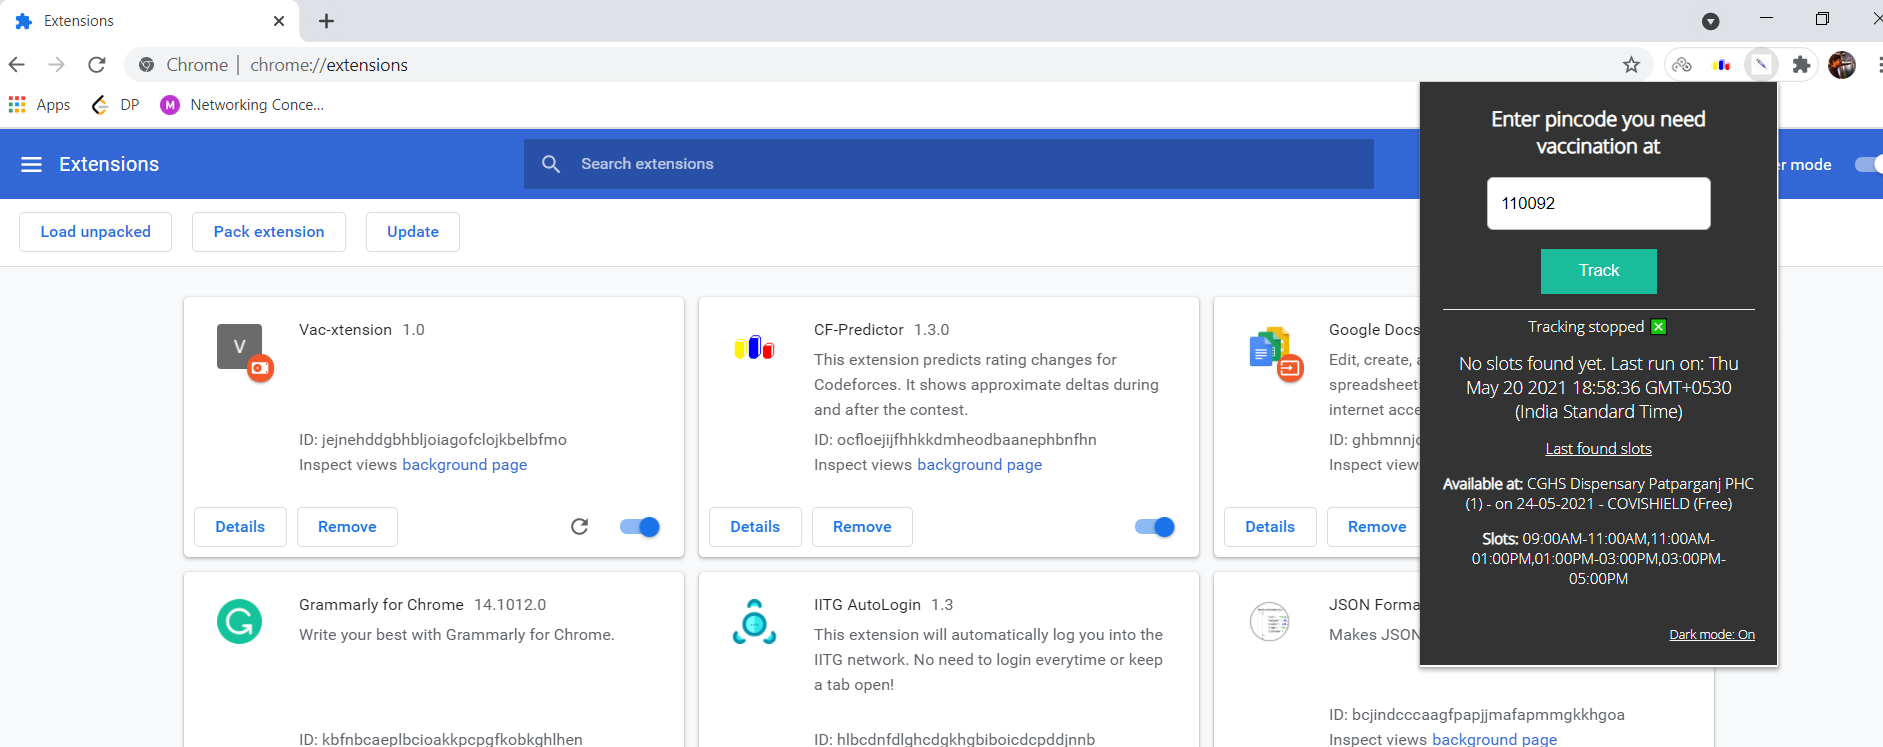 Extensions
Chrome | chrome://extensions
Apps
DP
M
Networking Conce...
Extensions
Search extensions
er mode
Load unpacked
Pack extension
Update
V
Vac-xtension 1.0
ID: jejnehddgbhbljoiagofclojkbelbfmo
Inspect views background page
Details
Remove
CF-Predictor 1.3.0
This extension predicts rating changes for
Codeforces. It shows approximate deltas during
and after the contest.
ID: ocfloejijfhhkkdmheodbaanephbnfhn
Inspect views background page
Details
Remove
Google Docs
Edit, create, a
spreadsheet
internet acce
ID: ghbmnnjo
Inspect view
Details
Remove
Grammarly for Chrome 14.1012.0
Write your best with Grammarly for Chrome.
ID: kbfnbcaeplbcioakkpcpgfkobkghlhen
IITG AutoLogin 1.3
This extension will automatically log you into the
IITG network. No need to login everytime or keep
a tab open!
ID: hlbcdnfdlghcdgkhgbiboicdcpddjnnb
JSON Forma
Makes JSON
ID: bcjindcccaagfpapjjmafapmmgkkhgoa
Inspect views background page
Enter pincode you need
vaccination at
110092
Track
Tracking stopped
No slots found yet. Last run on: Thu
May 20 2021 18:58:36 GMT+0530
(India Standard Time)
Last found slots
Available at: CGHS Dispensary Patparganj PHC
(1) - on 24-05-2021 - COVISHIELD (Free)
Slots: 09:00AM-11:00AM,11:00AM-
01:00PM,01:00PM-03:00PM,03:00PM-
05:00PM
Dark mode: On